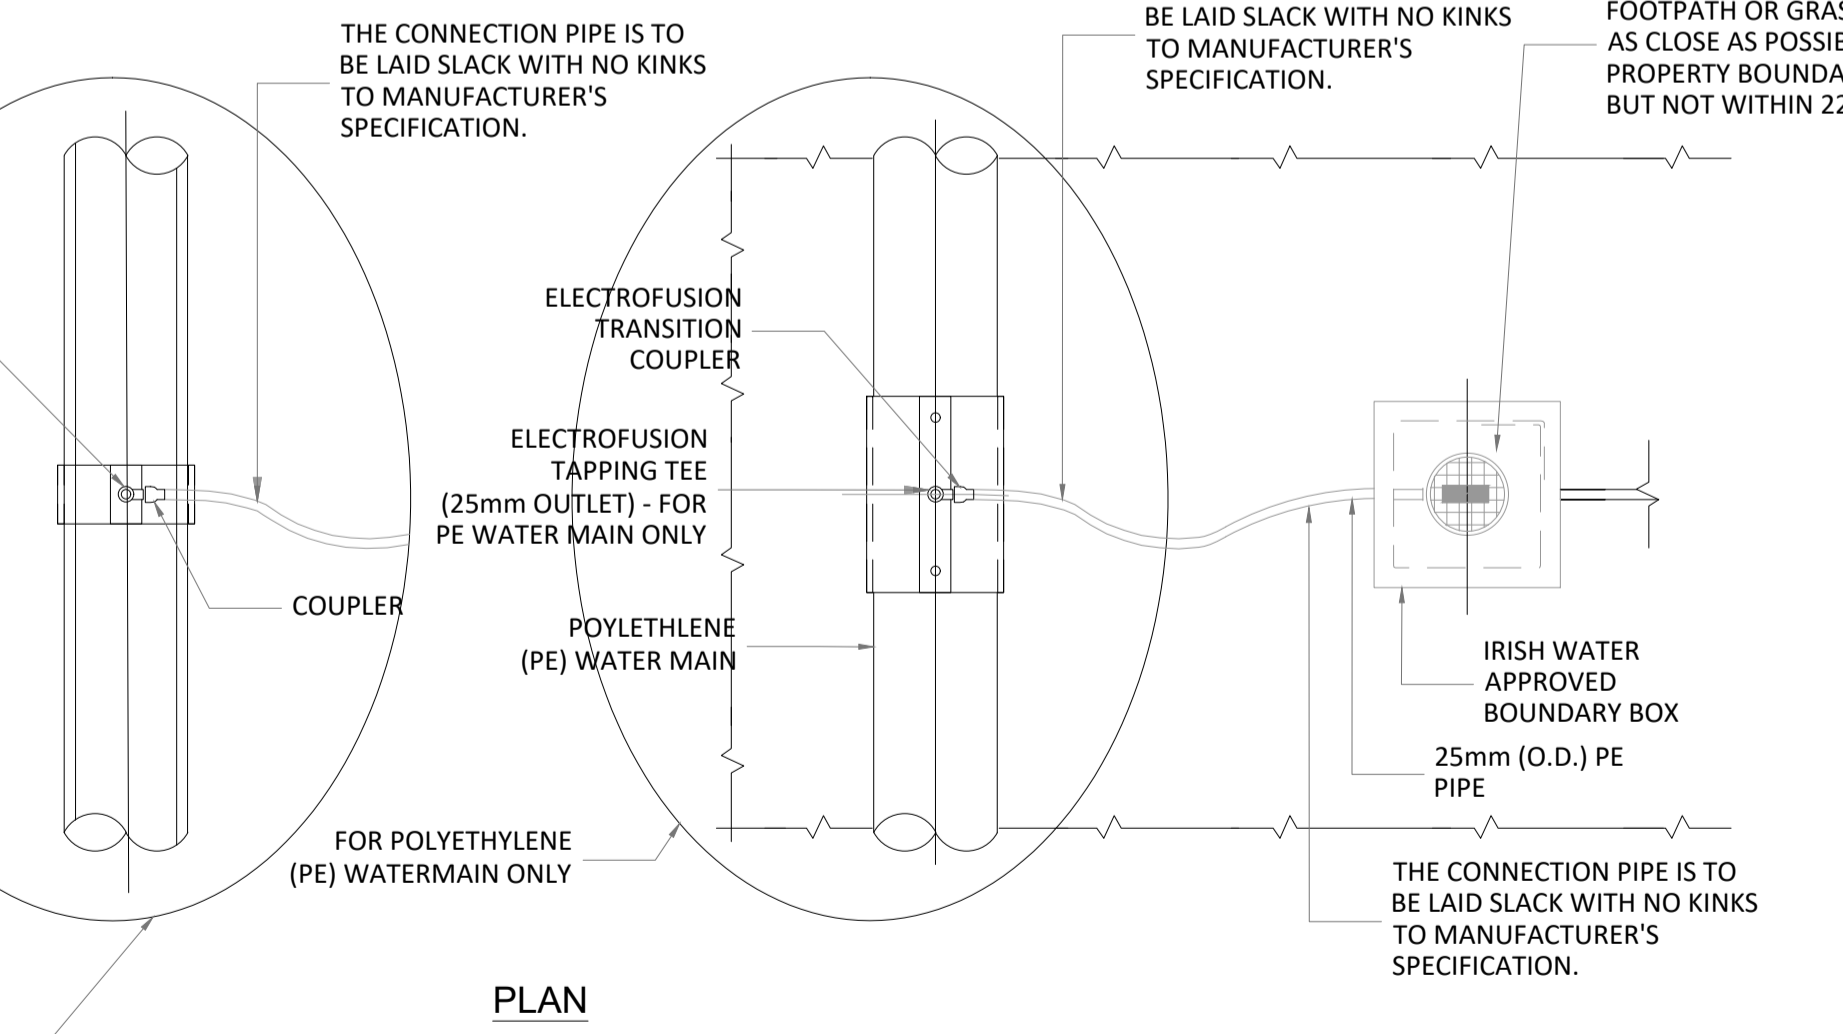 THE CONNECTION PIPE IS TO
BE LAID SLACK WITH NO KINKS
TO MANUFACTURER'S
SPECIFICATION.
BE LAID SLACK WITH NO KINKS
TO MANUFACTURER'S
SPECIFICATION.
FOOTPATH OR
AS CLOSE AS
PROPERTY
BUT NOT WITHIN
ELECTROFUSION
TRANSITION
COUPLER
ELECTROFUSION
TAPPING TEE
(25mm OUTLET) - FOR
PE WATER MAIN ONLY
COUPLER
POYLETHLENE
(PE) WATER MAIN
IRISH WATER
APPROVED
BOUNDARY BOX
25mm (O.D.) PE
PIPE
FOR POLYETHYLENE
(PE) WATERMAIN ONLY
THE CONNECTION PIPE IS TO
BE LAID SLACK WITH NO KINKS
TO MANUFACTURER'S
SPECIFICATION.
PLAN